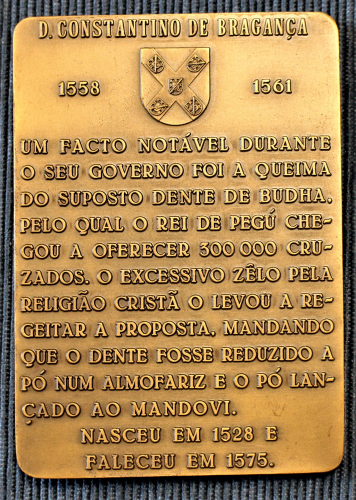 D. CONSTANTINO DE BRAGANÇA
1558 1561
UM FACTO NOTÁVEL DURANTE
O SEU GOVERNO FOI A QUEIMA
DO SUPOSTO DENTE DE BUDHA,
PELO QUAL O REI DE PEGÚ CHE-
GOU A OFERECER 300 000 CRU-
ZADOS. O EXCESSIVO ZÊLO PELA
RELIGIÃO CRISTÃ O LEVOU A RE-
GEITAR A PROPOSTA, MANDANDO
QUE O DENTE FOSSE REDUZIDO A
PÓ NUM ALMOFARIZ E O PÓ LAN-
ÇADO AO MANDOVI.
NASCEU EM 1528 E
FALECEU EM 1575.